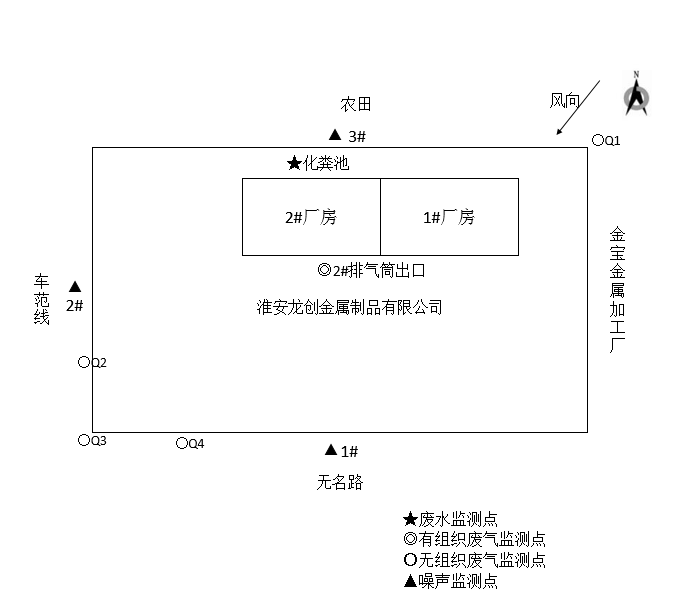 N
农田
风向
▲ 3#
○Q1
★化粪池
2#厂房
1#厂房
◎2#排气筒出口
淮安龙创金属制品有限公司
金宝金属加工厂
车范线
▲
2#
○Q2
○Q3
○Q4
▲ 1#
无名路
★废水监测点
◎有组织废气监测点
○无组织废气监测点
▲噪声监测点